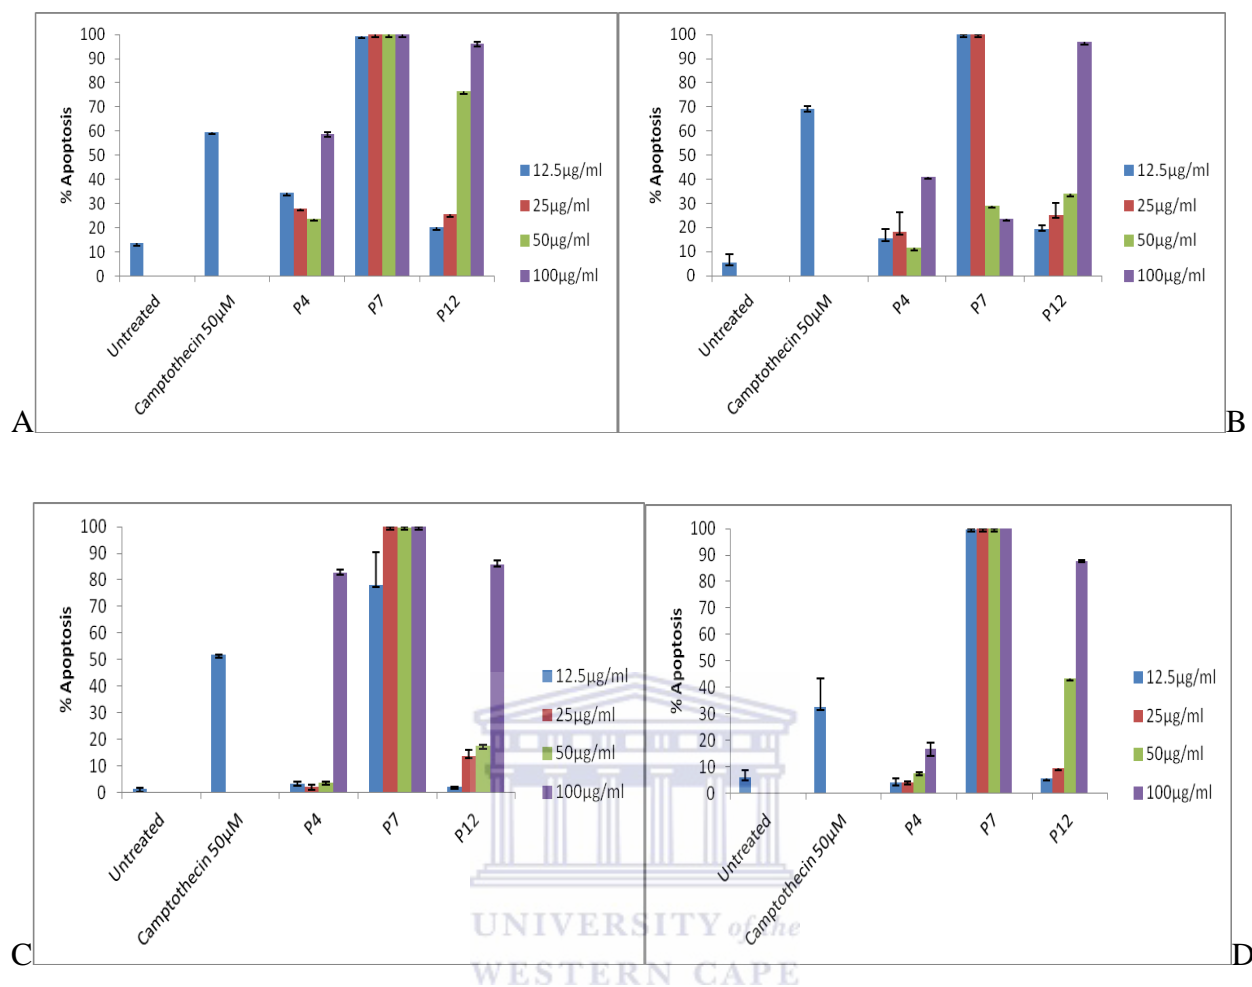 100
90
80
70
60
50
40
30
20
10
0
% Apoptosis
Untreated
Camptothecin 50µM
P4
P7
P12
12.5µg/ml
25µg/ml
50µg/ml
100µg/ml
A
100
90
80
70
60
50
40
30
20
10
0
% Apoptosis
Untreated
Camptothecin 50µM
P4
P7
P12
12.5µg/ml
25µg/ml
50µg/ml
100µg/ml
B
100
90
80
70
60
50
40
30
20
10
0
% Apoptosis
Untreated
Camptothecin 50µM
P4
P7
P12
12.5µg/ml
25µg/ml
50µg/ml
100µg/ml
C
100
90
80
70
60
50
40
30
20
10
0
% Apoptosis
Untreated
Camptothecin 50µM
P4
P7
P12
12.5µg/ml
25µg/ml
50µg/ml
100µg/ml
D
UNIVERSITY of the
WESTERN CAPE